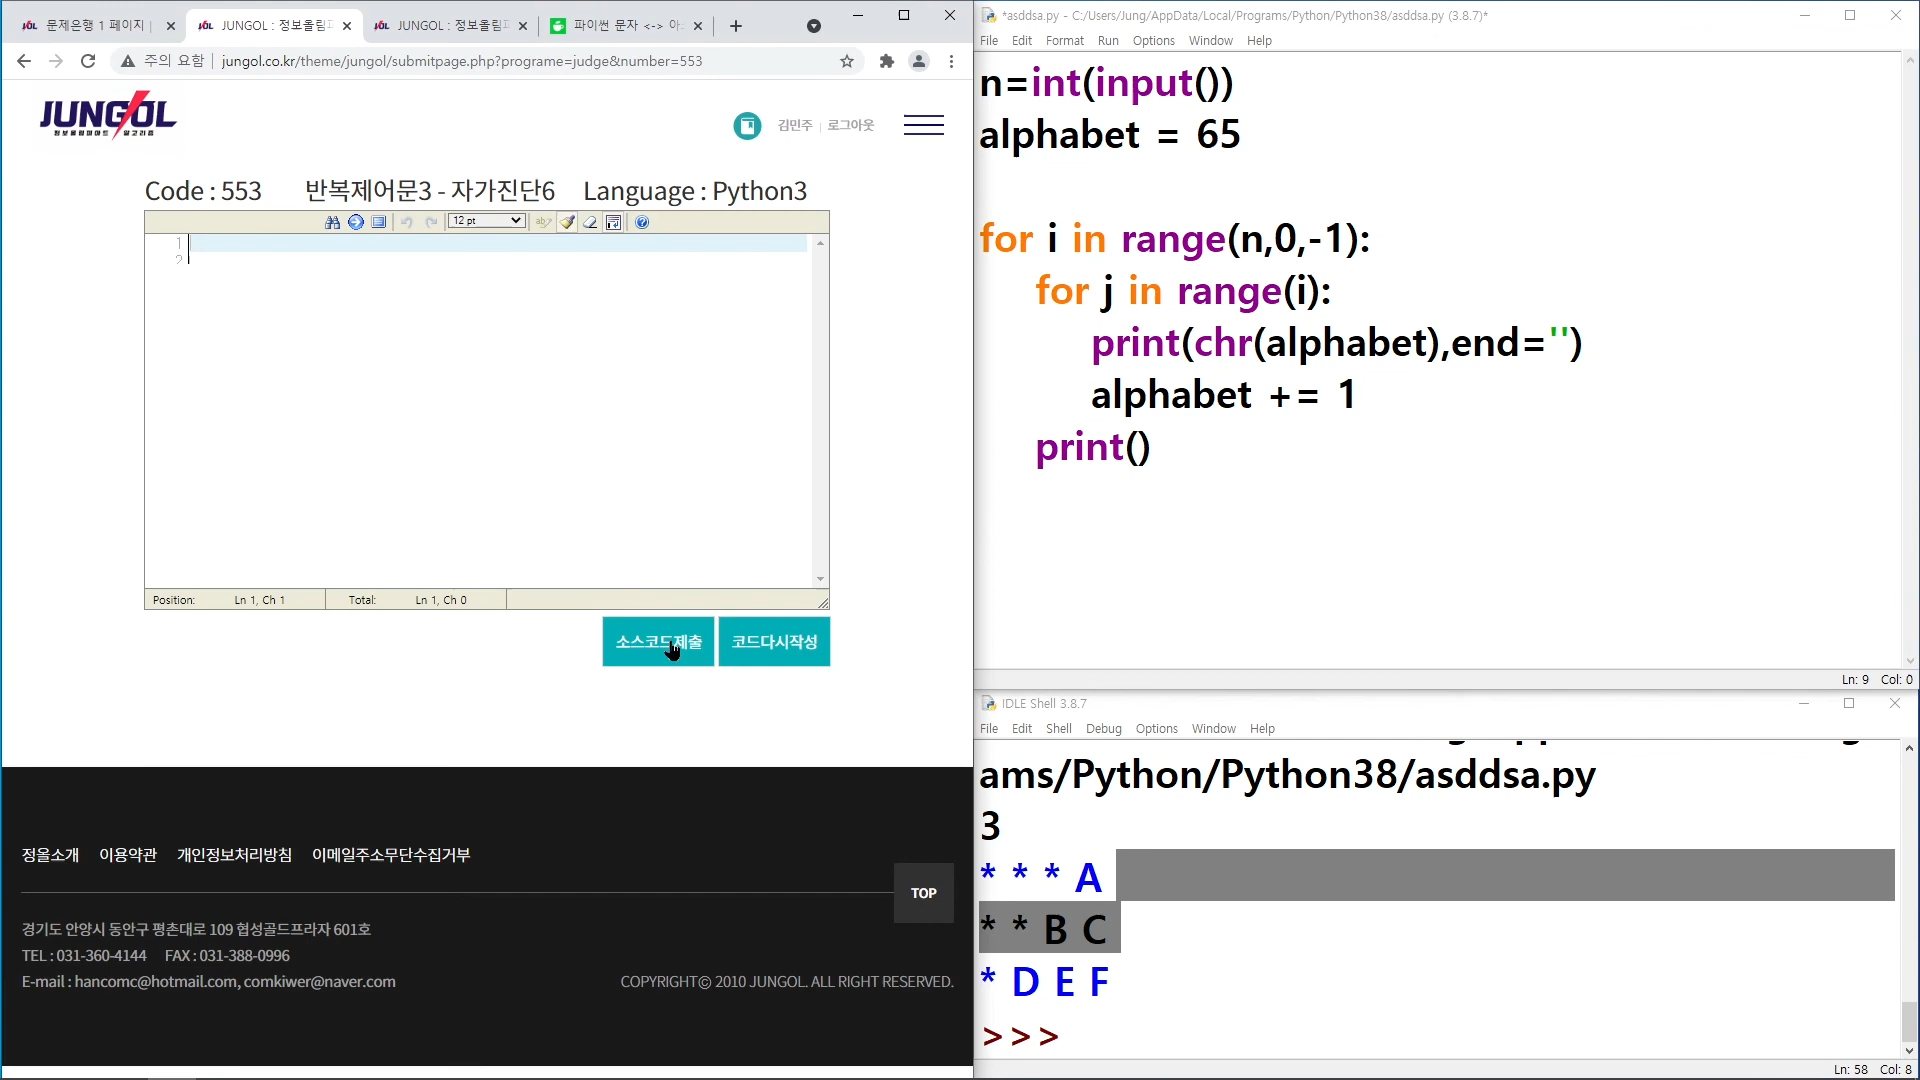 문제은행 1 페이지
JUNGOL : 정보올림
JUNGOL : 정보올림
파이썬 문자 <-> 아
주의 요함
jungol.co.kr/theme/jungol/submitpage.php?programe=judge&number=553
JUNGOL
김민주 | 로그아웃
Code : 553 반복제어문3 - 자가진단6 Language : Python3
12 pt
1
2
Position: Ln 1, Ch 1 Total: Ln 1, Ch 0
소스코드제출 코드다시작성
정올소개 이용약관 개인정보처리방침 이메일주소무단수집거부
TOP
경기도 안양시 동안구 평촌대로 109 협성골드프라자 601호
TEL : 031-360-4144 FAX : 031-388-0996
E-mail : hancomc@hotmail.com, comkiwer@naver.com
COPYRIGHT© 2010 JUNGOL. ALL RIGHT RESERVED.
*asddsa.py - C:/Users/Jung/AppData/Local/Programs/Python/Python38/asddsa.py (3.8.7)*
File Edit Format Run Options Window Help
n=int(input())
alphabet = 65
for i in range(n,0,-1):
for j in range(i):
print(chr(alphabet),end='')
alphabet += 1
print()
Ln: 9 Col: 0
IDLE Shell 3.8.7
File Edit Shell Debug Options Window Help
ams/Python/Python38/asddsa.py
3
* * * A
* * B C
* D E F
>>>
Ln: 58 Col: 8